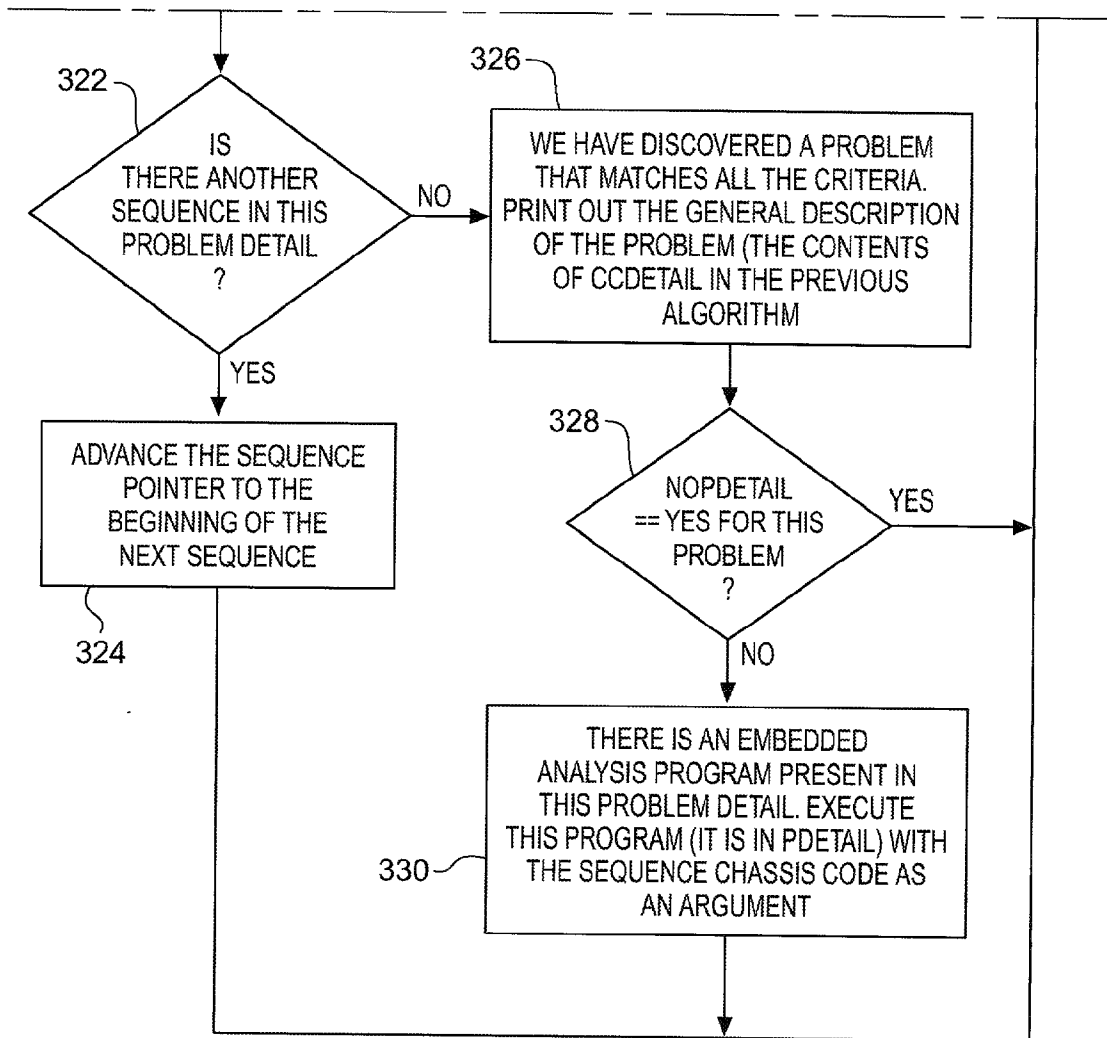 322
IS
THERE ANOTHER
SEQUENCE IN THIS
PROBLEM DETAIL
?
NO
YES
326
WE HAVE DISCOVERED A PROBLEM
THAT MATCHES ALL THE CRITERIA.
PRINT OUT THE GENERAL DESCRIPTION
OF THE PROBLEM (THE CONTENTS
OF CCDETAIL IN THE PREVIOUS
ALGORITHM
ADVANCE THE SEQUENCE
POINTER TO THE
BEGINNING OF THE
NEXT SEQUENCE
324
328
NOPDETAIL
== YES FOR THIS
PROBLEM
?
YES
NO
THERE IS AN EMBEDDED
ANALYSIS PROGRAM PRESENT IN
THIS PROBLEM DETAIL. EXECUTE
THIS PROGRAM (IT IS IN PDETAIL) WITH
THE SEQUENCE CHASSIS CODE AS
AN ARGUMENT
330